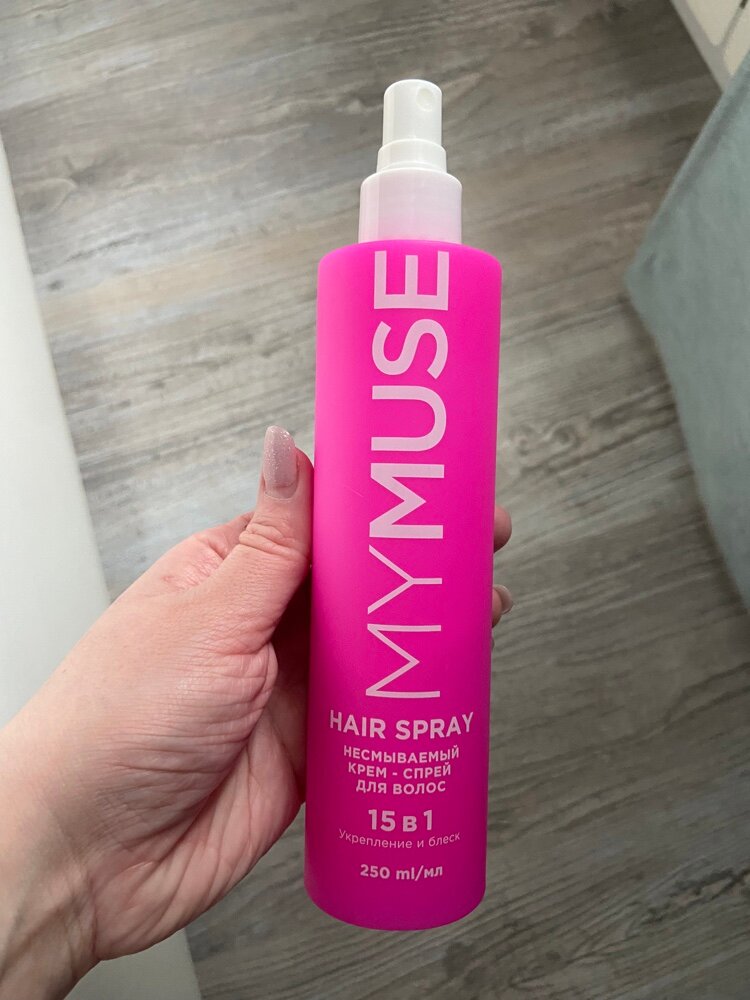 MYMUSE
HAIR SPRAY
НЕСМЫВАЕМЫЙ
КРЕМ - СПРЕЙ
ДЛЯ ВОЛОС
15 в 1
Укрепление и блеск
250 ml/мл